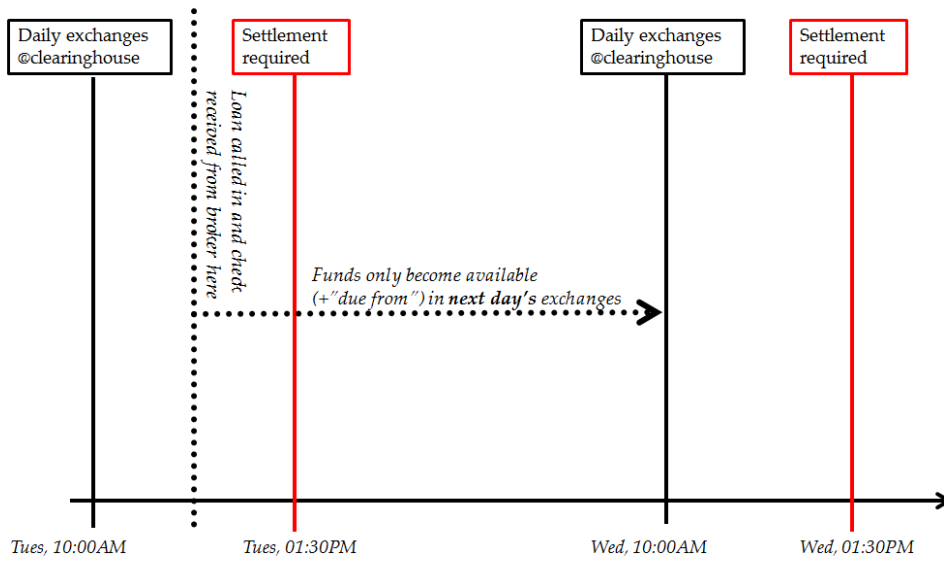 Daily exchanges
@clearinghouse
Settlement
required
Daily exchanges
@clearinghouse
Settlement
required
Loan called in and check
received from broker here
Funds only become available
(+"due from") in next day's exchanges
Tues, 10:00AM
Tues, 01:30PM
Wed, 10:00AM
Wed, 01:30PM